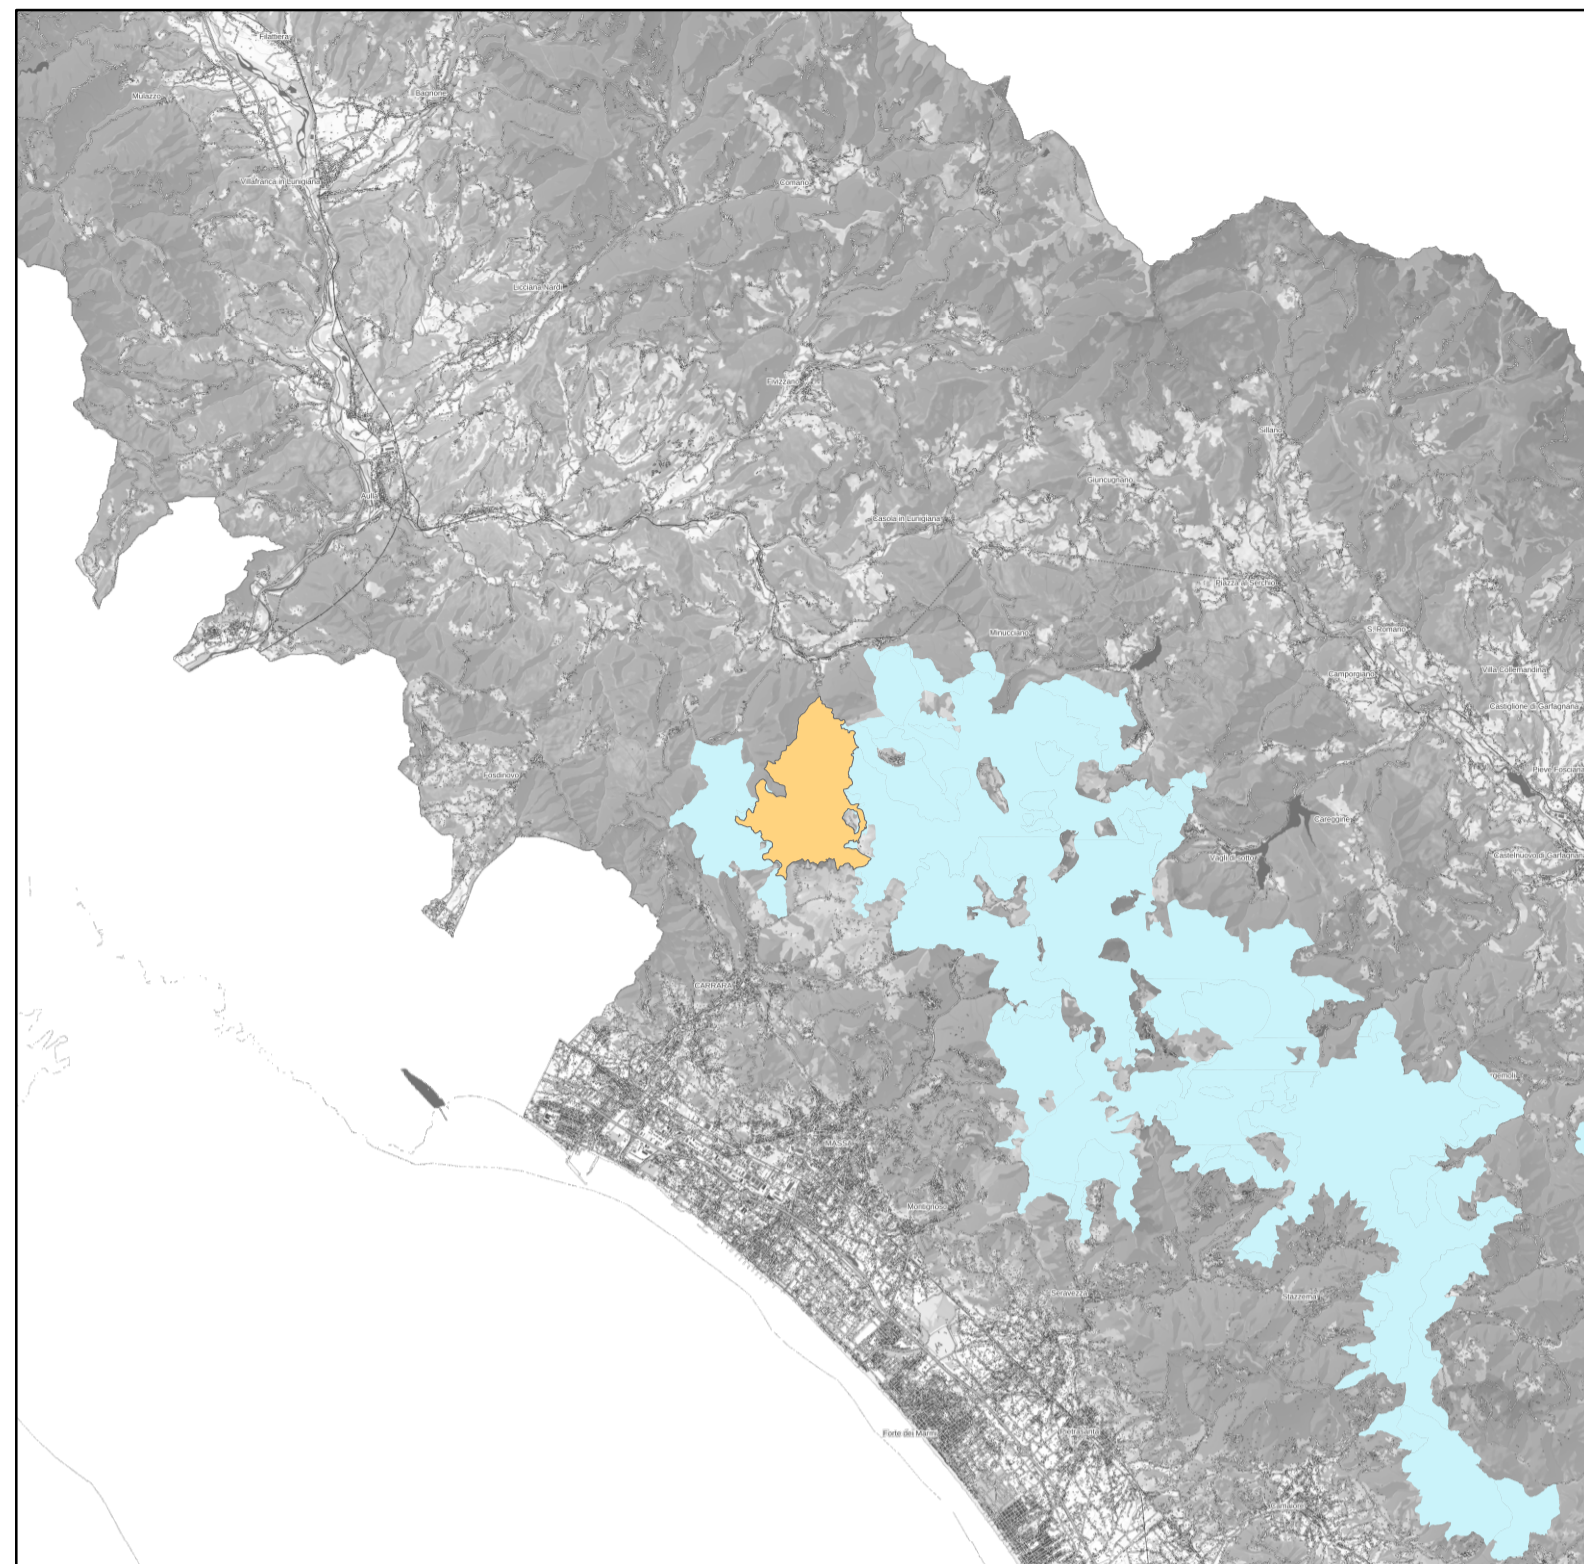 Filattiera
Mulazzo
Bagnone
Villafranca in Lunigiana
Comano
Licciana Nardi
Fivizzano
Sillano
Giuncugnano
Aulla
Casola in Lunigiana
Piazza al Serchio
Minucciano
S. Romano
Camporgiano
Villa Collemandina
Castiglione di Garfagnana
Pieve Fosciana
Fosdinovo
Careggine
Vagli di sotto
Castelnuovo di Garfagnana
CARRARA
MASSA
Montignoso
Seravezza
Stazzema
Forte dei Marmi
Pietrasanta
Camaiore